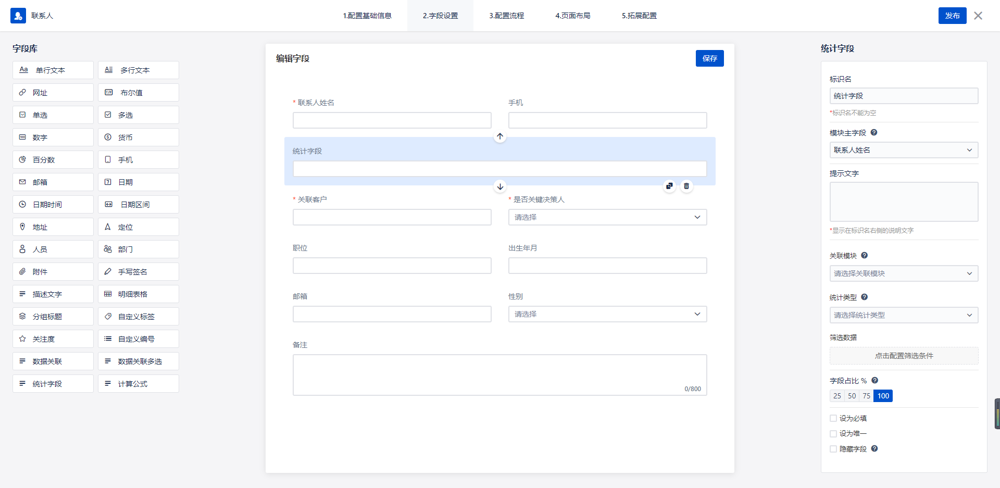 联系人
1.配置基础信息
2.字段设置
3.配置流程
4.页面布局
5.拓展配置
发布
字段库
Aa 单行文本
多行文本
网址
布尔值
单选
多选
数字
货币
百分数
手机
邮箱
日期
日期时间
日期区间
地址
定位
人员
部门
附件
手写签名
描述文字
明细表格
分组标题
自定义标签
关注度
自定义编号
数据关联
数据关联多选
统计字段
计算公式
编辑字段
保存
* 联系人姓名
手机
统计字段
* 关联客户
* 是否关键决策人
请选择
职位
出生年月
邮箱
性别
请选择
备注
0/800
统计字段
标识名
统计字段
*标识名不能为空
模块主字段
联系人姓名
提示文字
*显示在标识名右侧的说明文字
关联模块
请选择关联模块
统计类型
请选择统计类型
筛选数据
点击配置筛选条件
字段占比 %
25 50 75 100
设为必填
设为唯一
隐藏字段